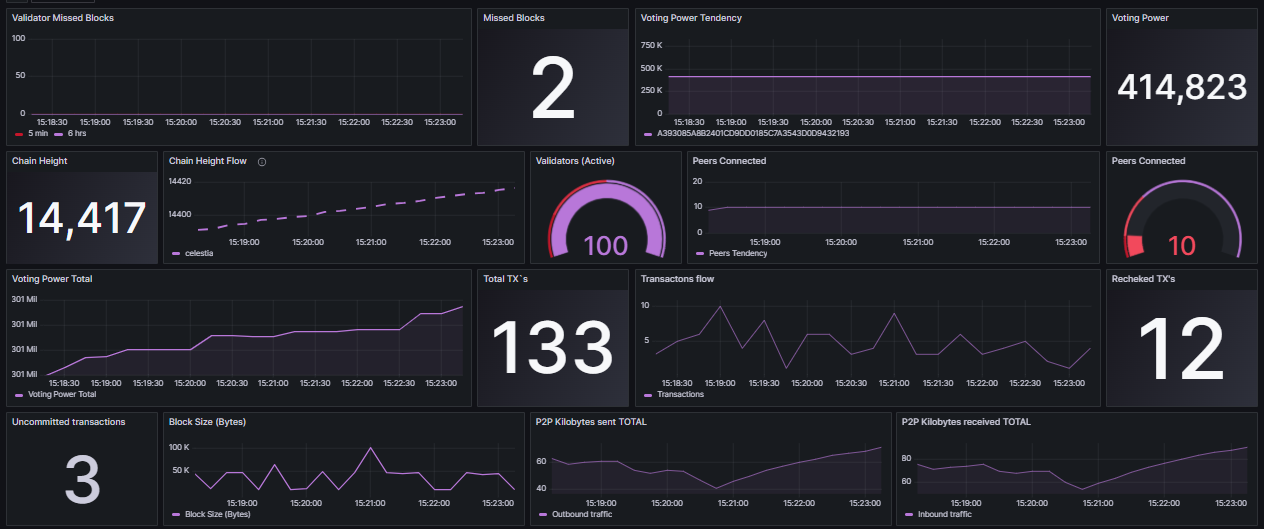 Validator Missed Blocks
100
50
0
15:18:30 15:19:00 15:19:30 15:20:00 15:20:30 15:21:00 15:21:30 15:22:00 15:22:30 15:23:00
5 min 6 hrs
Missed Blocks
2
Voting Power Tendency
750 K
500 K
250 K
0
15:18:30 15:19:00 15:19:30 15:20:00 15:20:30 15:21:00 15:21:30 15:22:00 15:22:30 15:23:00
A393085A8B2401CD9DD0185C7A3543D0D9432193
Voting Power
414,823
Chain Height
14,417
Chain Height Flow
14420
14400
15:19:00 15:20:00 15:21:00 15:22:00 15:23:00
celestia
Validators (Active)
100
Peers Connected
20
10
0
15:19:00 15:20:00 15:21:00 15:22:00 15:23:00
Peers Tendency
Peers Connected
10
Voting Power Total
301 Mil
301 Mil
301 Mil
301 Mil
15:18:30 15:19:00 15:19:30 15:20:00 15:20:30 15:21:00 15:21:30 15:22:00 15:22:30 15:23:00
Voting Power Total
Total TX`s
133
Transactons flow
10
5
15:18:30 15:19:00 15:19:30 15:20:00 15:20:30 15:21:00 15:21:30 15:22:00 15:22:30 15:23:00
Transactions
Recheked TX's
12
Uncommitted transactions
3
Block Size (Bytes)
100 K
50 K
15:19:00 15:20:00 15:21:00 15:22:00 15:23:00
Block Size (Bytes)
P2P Kilobytes sent TOTAL
60
40
15:19:00 15:20:00 15:21:00 15:22:00 15:23:00
Outbound traffic
P2P Kilobytes received TOTAL
80
60
15:19:00 15:20:00 15:21:00 15:22:00 15:23:00
Inbound traffic